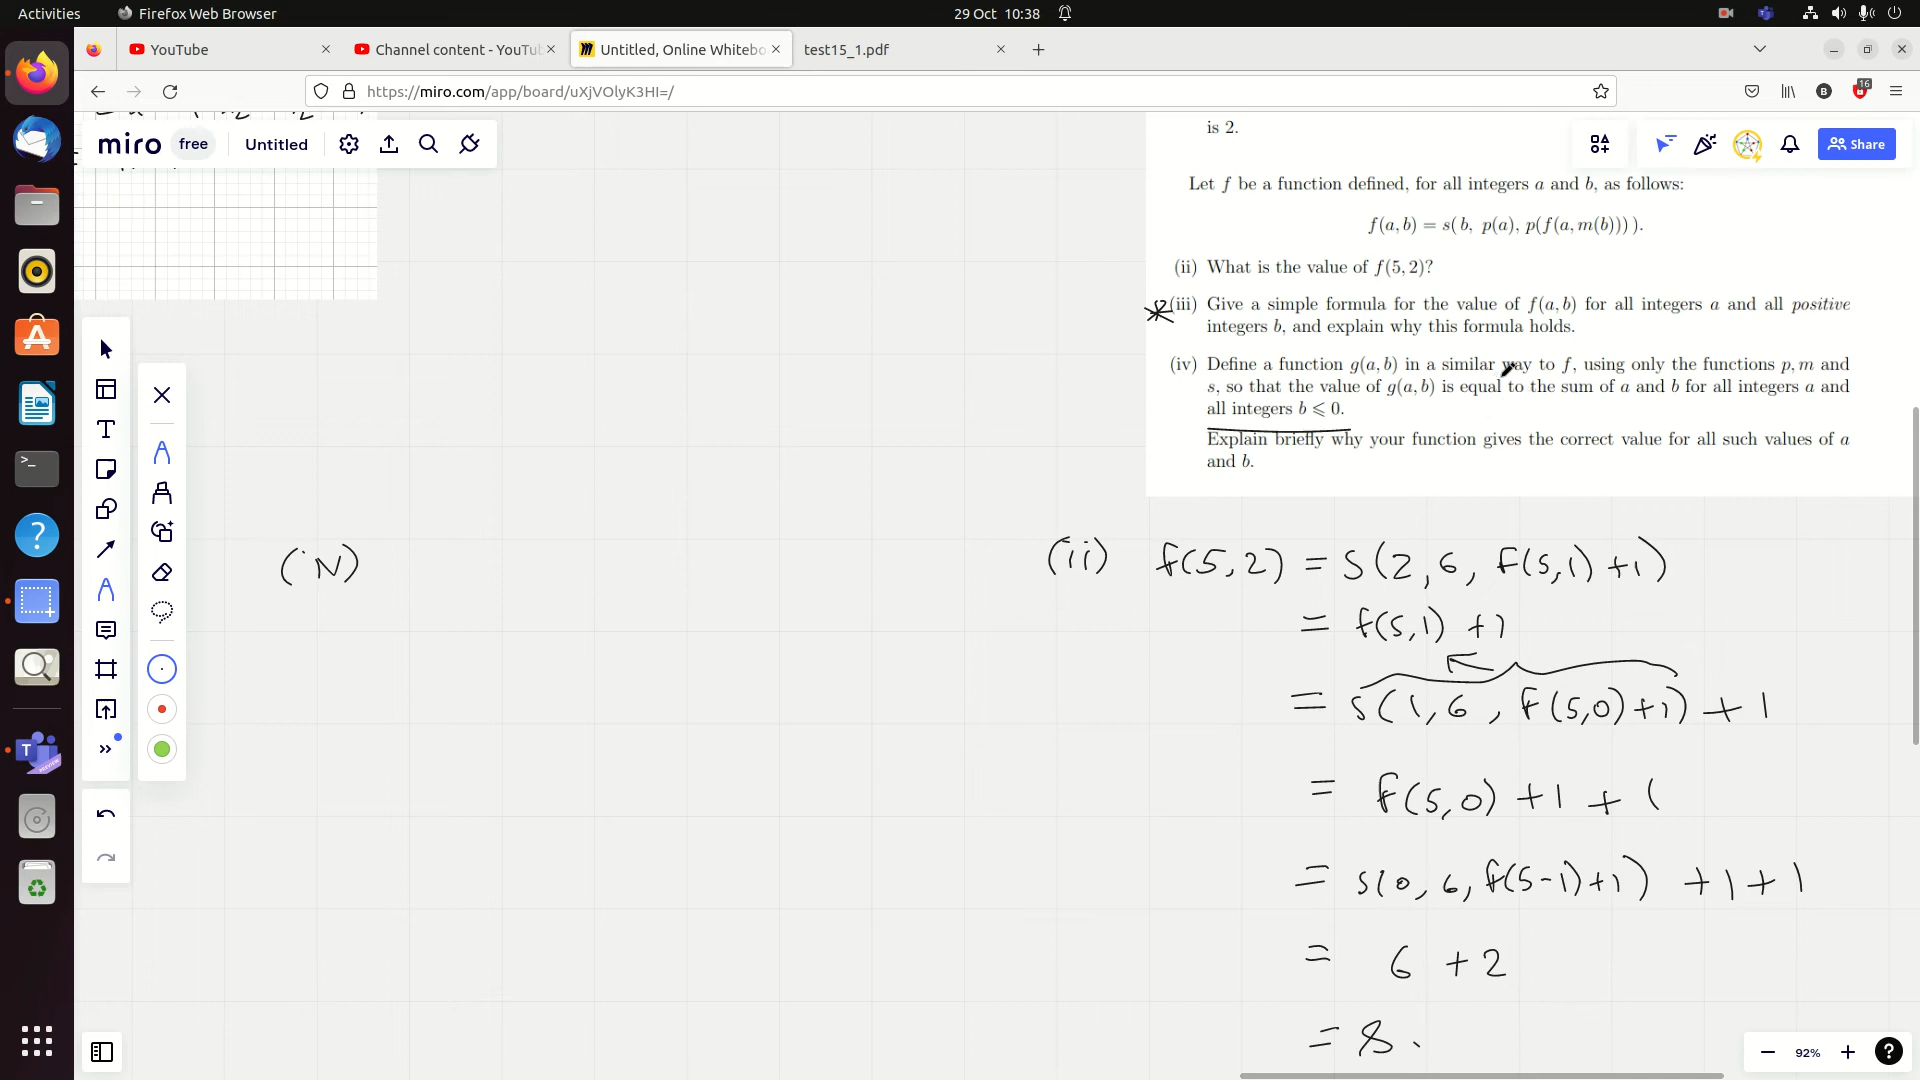 Activities
Firefox Web Browser
29 Oct 10:38
YouTube
Channel content - YouTub
Untitled, Online Whitebo
test15_1.pdf
https://miro.com/app/board/uXjVOlyK3HI=/
16
miro
free
Untitled
Share
is 2.
Let f be a function defined, for all integers a and b, as follows:
f(a, b) = s( b, p(a), p(f(a, m(b))) ).
(ii) What is the value of f(5, 2)?
(iii) Give a simple formula for the value of f(a, b) for all integers a and all positive
integers b, and explain why this formula holds.
(iv) Define a function g(a, b) in a similar way to f, using only the functions p, m and
s, so that the value of g(a, b) is equal to the sum of a and b for all integers a and
all integers b ⩽ 0.
Explain briefly why your function gives the correct value for all such values of a
and b.
(iv)
(ii) f(5,2) = S(2,6, f(5,1)+1)
= f(5,1) +1
= s(1,6, f(5,0)+1) + 1
= f(5,0) +1 + (
= s(0, 6, f(5-1)+1) +1+1
= 6 +2
= 8.
92%